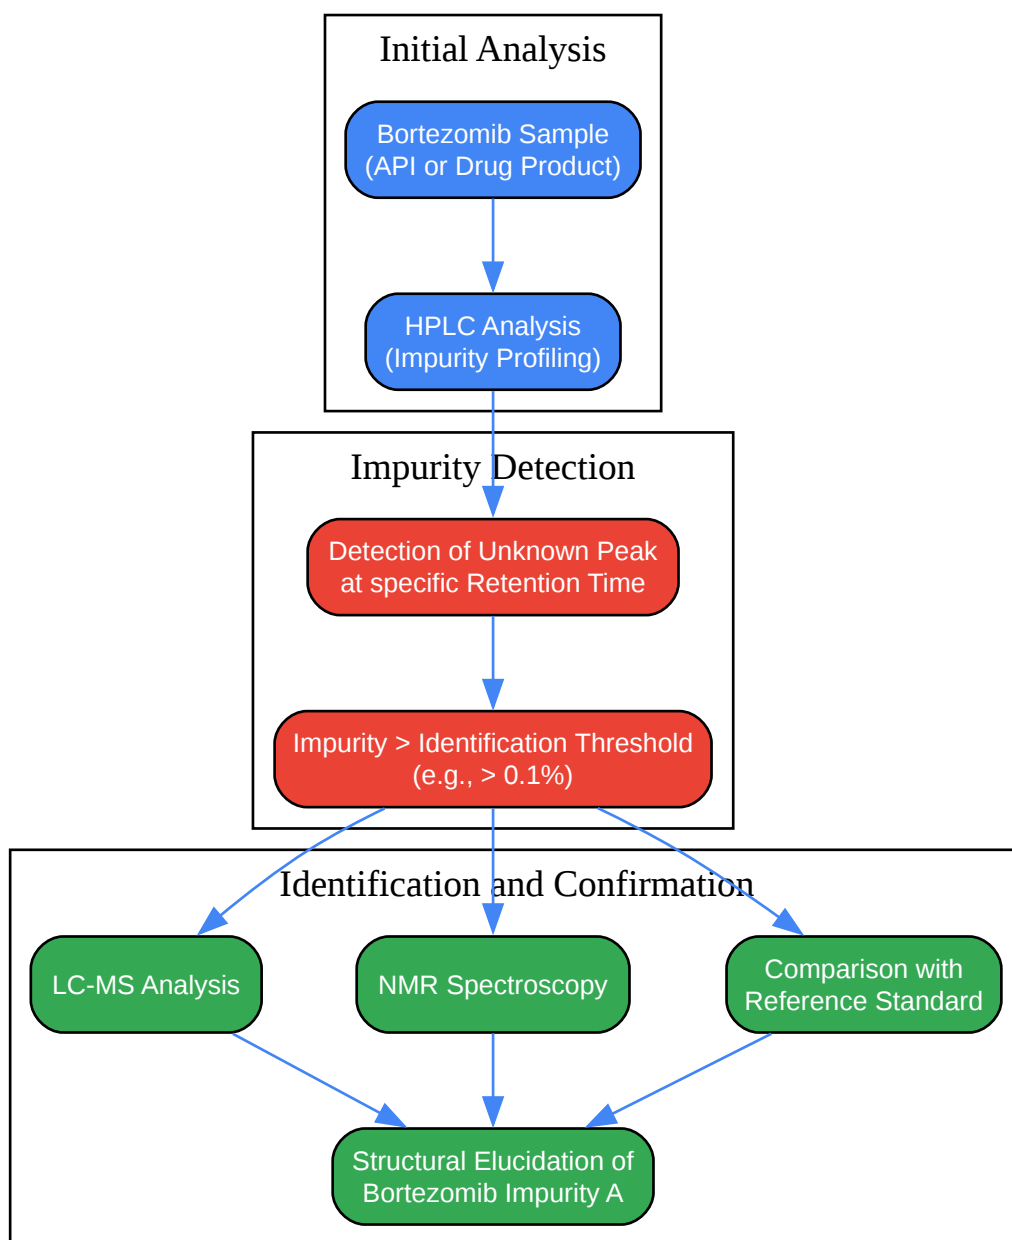 Initial Analysis
Bortezomib Sample
(API or Drug Product)
HPLC Analysis
(Impurity Profiling)
Impurity Detection
Detection of Unknown Peak
at specific Retention Time
Impurity > Identification Threshold
(e.g., > 0.1%)
Identification and Confirmation
LC-MS Analysis
NMR Spectroscopy
Comparison with
Reference Standard
Structural Elucidation of
Bortezomib Impurity A